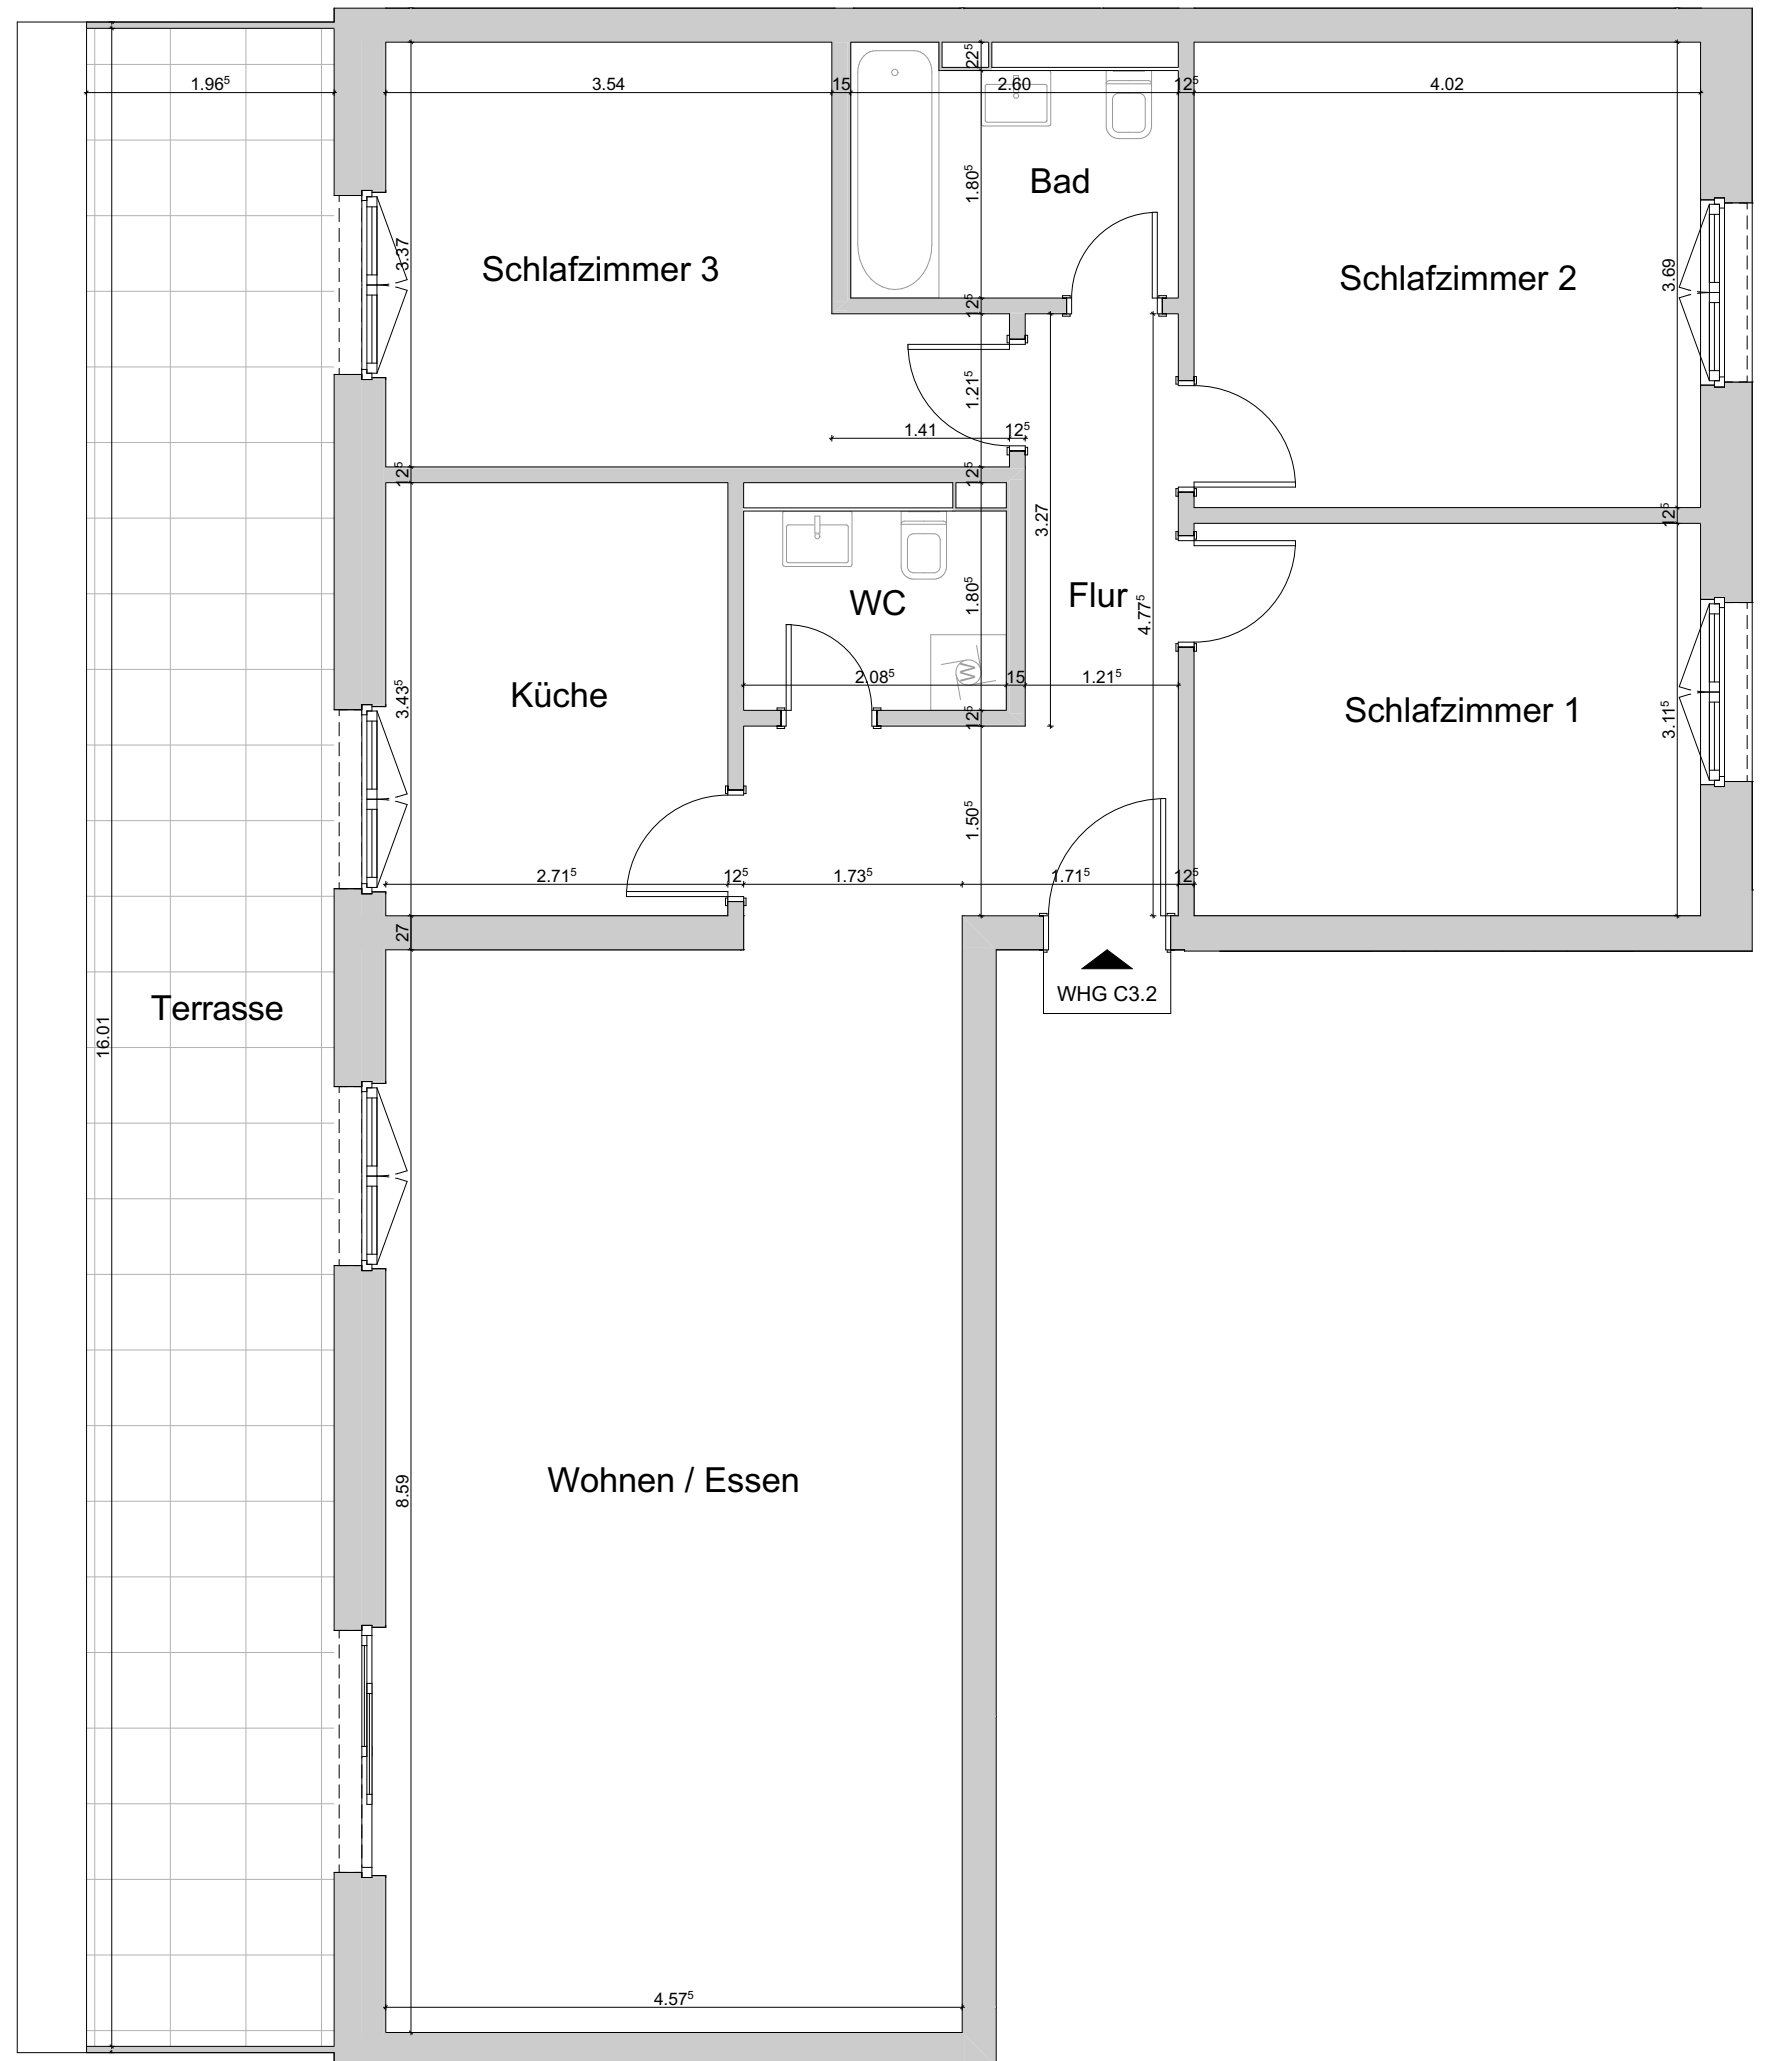 22⁵
1.96⁵ 3.54 15 2.60 12⁵ 4.02
Bad
1.80⁵
3.37
Schlafzimmer 3
Schlafzimmer 2
3.69
12⁵
1.21⁵
1.41 12⁵
12⁵ 12⁵
3.27
12⁵
WC
1.80⁵
Flur
4.77⁵
W
2.08⁵ 15 1.21⁵
Küche
3.43⁵
Schlafzimmer 1
3.11⁵
12⁵
1.50⁵
2.71⁵ 12⁵ 1.73⁵ 1.71⁵ 12⁵
27
WHG C3.2
Terrasse
16.01
Wohnen / Essen
8.59
4.57⁵